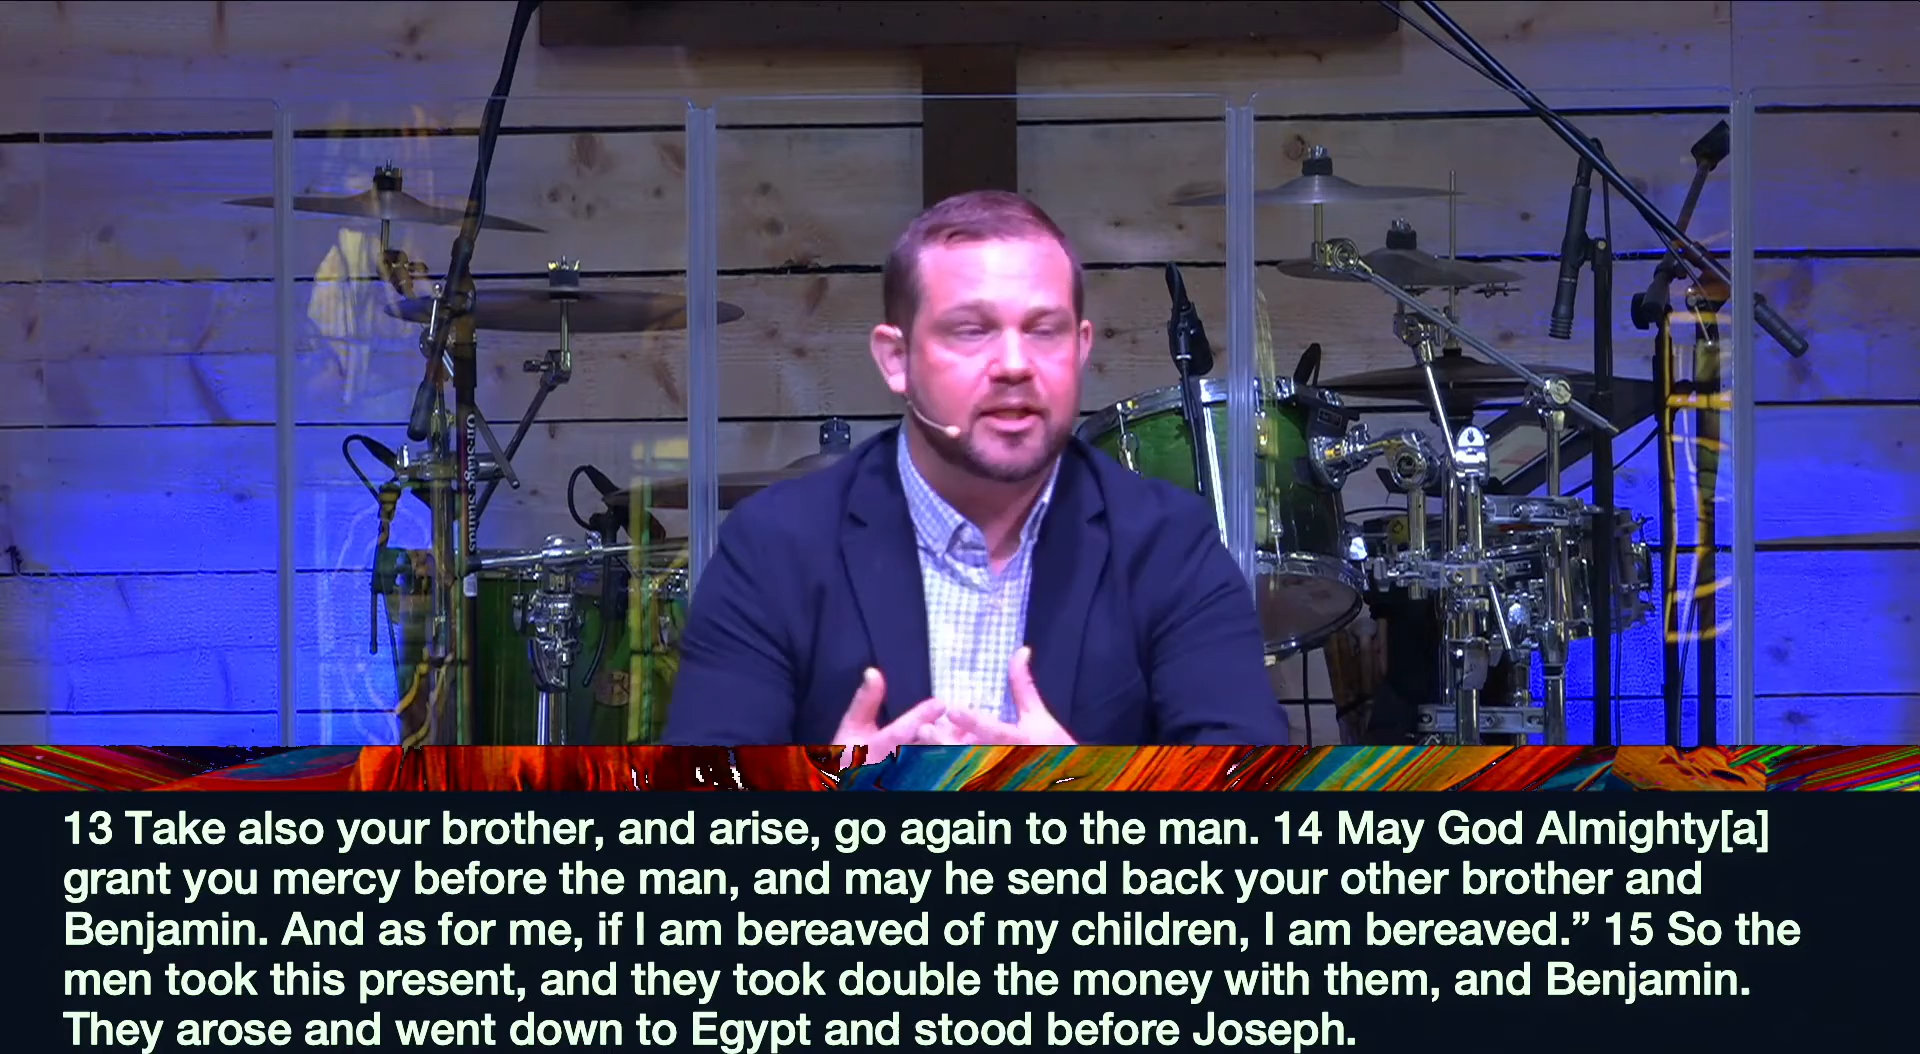 Orange Sounds
13 Take also your brother, and arise, go again to the man. 14 May God Almighty[a]
grant you mercy before the man, and may he send back your other brother and
Benjamin. And as for me, if I am bereaved of my children, I am bereaved.” 15 So the
men took this present, and they took double the money with them, and Benjamin.
They arose and went down to Egypt and stood before Joseph.